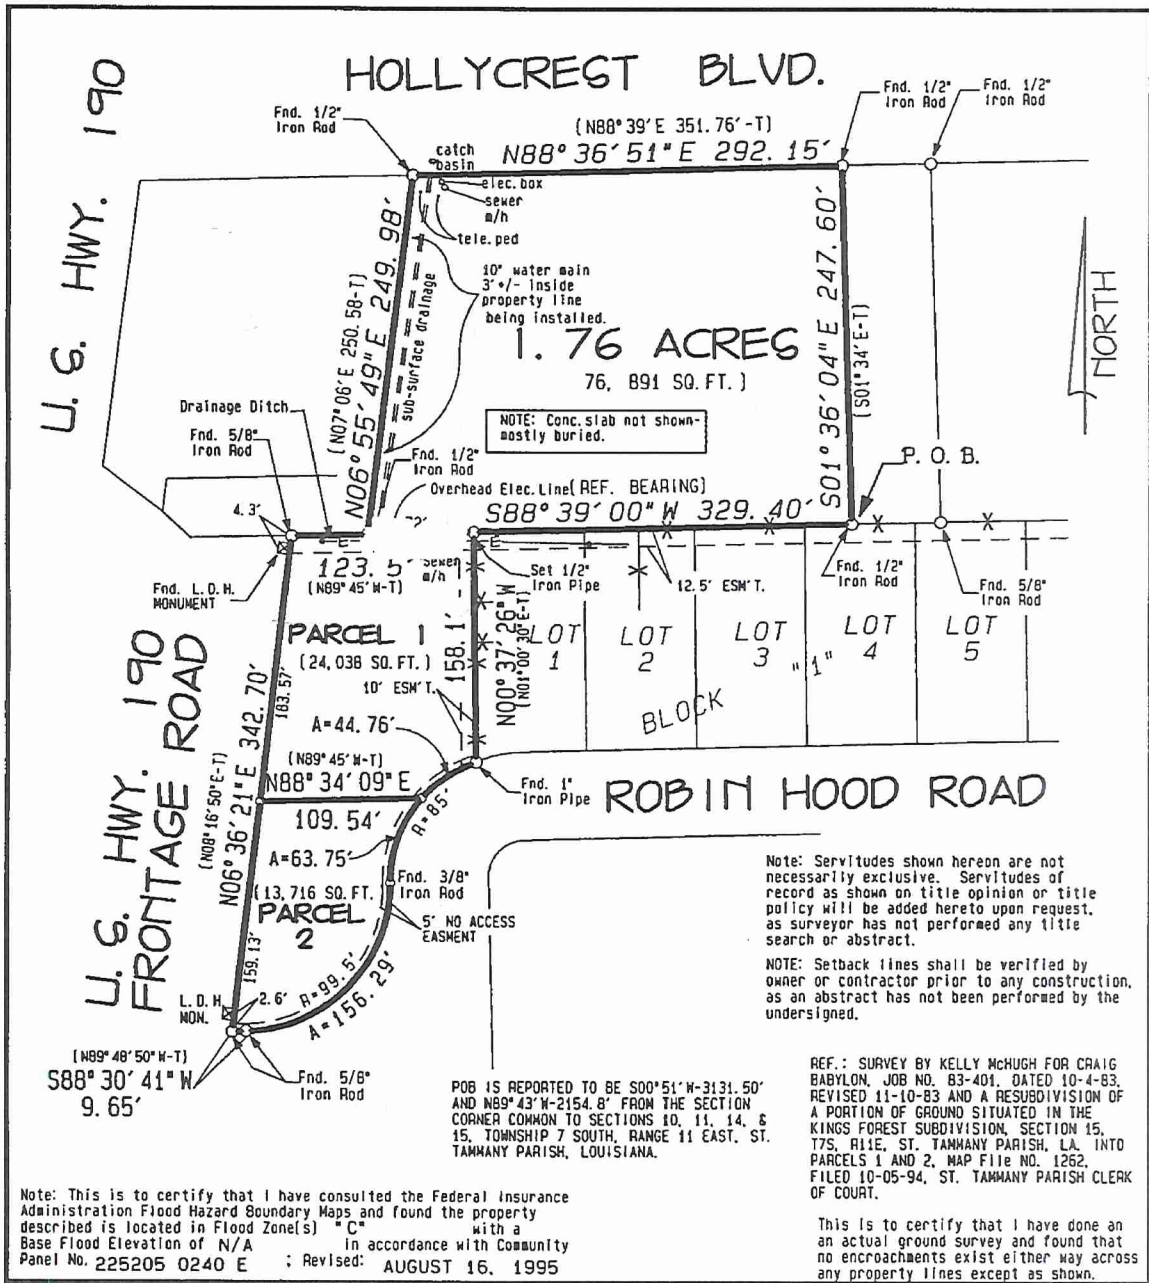 HOLLYCREST BLVD.
U. S. HWY. 190
Fnd. 1/2"
Iron Rod
(N88°39'E 351.76'-T)
N88°36'51"E 292.15'
Fnd. 1/2"
Iron Rod
Fnd. 1/2"
Iron Rod
catch
basin
elec.box
sewer
m/h
tele.ped
10" water main
3'+/- inside
property line
being installed.
(N07°06'E 250.58-T)
N06°55'49"E 249.98'
sub-surface drainage
1.76 ACRES
76, 891 SQ.FT.)
S01°36'04"E 247.60'
(S01°34'E-T)
NORTH
NOTE: Conc.slab not shown-
mostly buried.
Drainage Ditch
Fnd. 5/8"
Iron Rod
Fnd. 1/2"
Iron Rod
Overhead Elec.Line(REF. BEARING)
S88°39'00"W 329.40'
P. O. B.
4.3'
E
E
123.5'
(N89°45'W-T)
sewer
m/h
Fnd. L.D.H.
MONUMENT
Set 1/2"
Iron Pipe
12.5' ESM'T.
Fnd. 1/2"
Iron Rod
Fnd. 5/8"
Iron Rod
PARCEL 1
(24,038 SQ.FT.)
158.1'
N00°37'26"W
(N01°00'30"E-T)
LOT
1
LOT
2
LOT
3
LOT
4
LOT
5
BLOCK "1"
10' ESM'T.
A=44.76'
U. S. HWY. 190
FRONTAGE ROAD
(N08°16'50"E-T)
N06°36'21"E 342.70'
183.57'
(N89°45'W-T)
N88°34'09"E
109.54'
R=85'
Fnd. 1"
Iron Pipe
ROBIN HOOD ROAD
A=63.75'
(13,716 SQ.FT.)
PARCEL
2
Fnd. 3/8"
Iron Rod
5' NO ACCESS
EASMENT
159.13'
R=99.5'
A=156.29'
L.D.H.
MON.
2.6'
(N89°48'50"W-T)
S88°30'41"W
9.65'
Fnd. 5/8"
Iron Rod
Note: Servitudes shown hereon are not
necessarily exclusive. Servitudes of
record as shown on title opinion or title
policy will be added hereto upon request,
as surveyor has not performed any title
search or abstract.
NOTE: Setback lines shall be verified by
owner or contractor prior to any construction,
as an abstract has not been performed by the
undersigned.
POB IS REPORTED TO BE S00°51'W-3131.50'
AND N89°43'W-2154.8' FROM THE SECTION
CORNER COMMON TO SECTIONS 10, 11, 14, &
15, TOWNSHIP 7 SOUTH, RANGE 11 EAST, ST.
TAMMANY PARISH, LOUISIANA.
REF.: SURVEY BY KELLY McHUGH FOR CRAIG
BABYLON, JOB NO. 83-401, DATED 10-4-83,
REVISED 11-10-83 AND A RESUBDIVISION OF
A PORTION OF GROUND SITUATED IN THE
KINGS FOREST SUBDIVISION, SECTION 15,
T7S, R11E, ST. TAMMANY PARISH, LA. INTO
PARCELS 1 AND 2, MAP File NO. 1262,
FILED 10-05-94, ST. TAMMANY PARISH CLERK
OF COURT.
Note: This is to certify that I have consulted the Federal Insurance
Administration Flood Hazard Boundary Maps and found the property
described is located in Flood Zone(s) "C" with a
Base Flood Elevation of N/A in accordance with Community
Panel No. 225205 0240 E ; Revised: AUGUST 16, 1995
This is to certify that I have done an
an actual ground survey and found that
no encroachments exist either way across
any property lines except as shown.